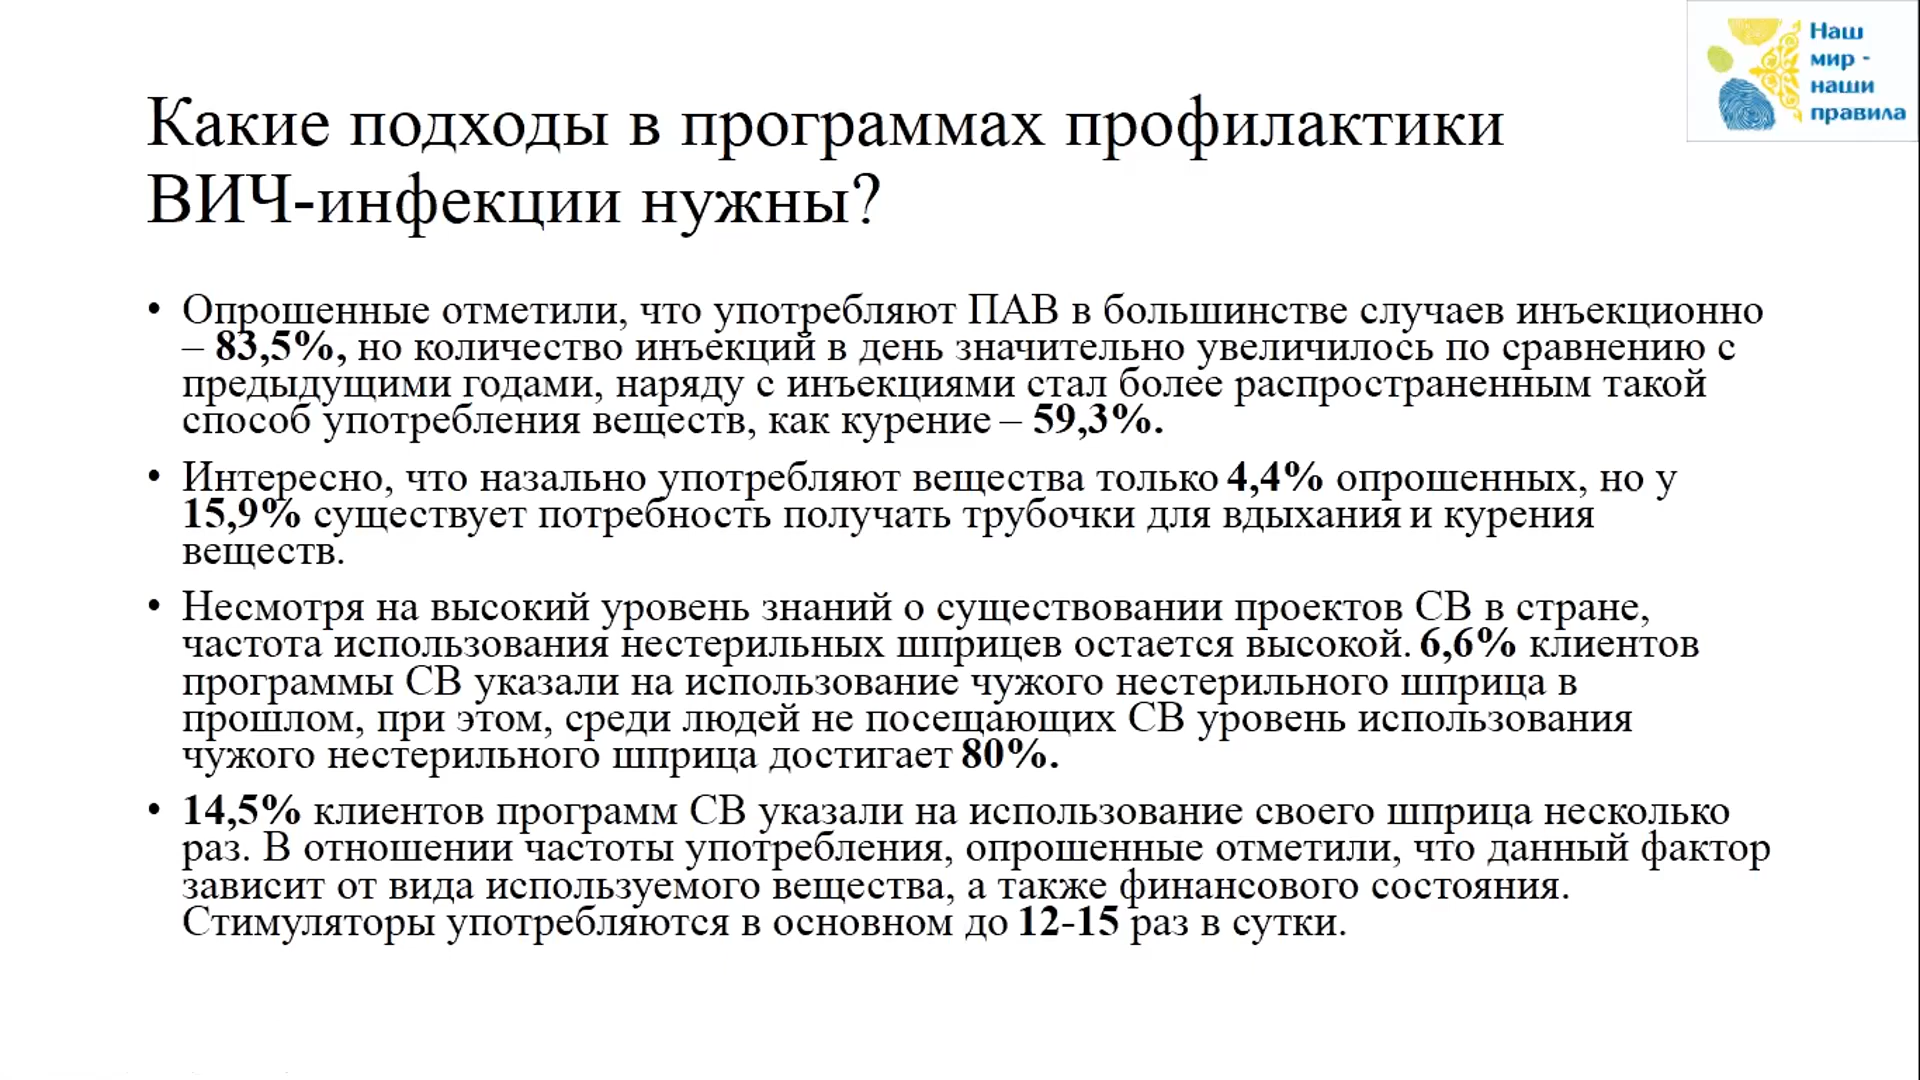 Наш
мир -
наши
правила
Какие подходы в программах профилактики
ВИЧ-инфекции нужны?
• Опрошенные отметили, что употребляют ПАВ в большинстве случаев инъекционно
– 83,5%, но количество инъекций в день значительно увеличилось по сравнению с
предыдущими годами, наряду с инъекциями стал более распространенным такой
способ употребления веществ, как курение – 59,3%.
• Интересно, что назально употребляют вещества только 4,4% опрошенных, но у
15,9% существует потребность получать трубочки для вдыхания и курения
веществ.
• Несмотря на высокий уровень знаний о существовании проектов СВ в стране,
частота использования нестерильных шприцев остается высокой. 6,6% клиентов
программы СВ указали на использование чужого нестерильного шприца в
прошлом, при этом, среди людей не посещающих СВ уровень использования
чужого нестерильного шприца достигает 80%.
• 14,5% клиентов программ СВ указали на использование своего шприца несколько
раз. В отношении частоты употребления, опрошенные отметили, что данный фактор
зависит от вида используемого вещества, а также финансового состояния.
Стимуляторы употребляются в основном до 12-15 раз в сутки.